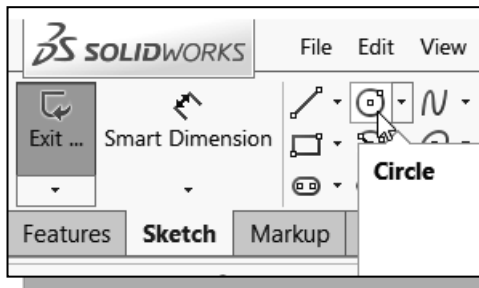 SOLIDWORKS File Edit View
Exit ... Smart Dimension
Circle
Features Sketch Markup